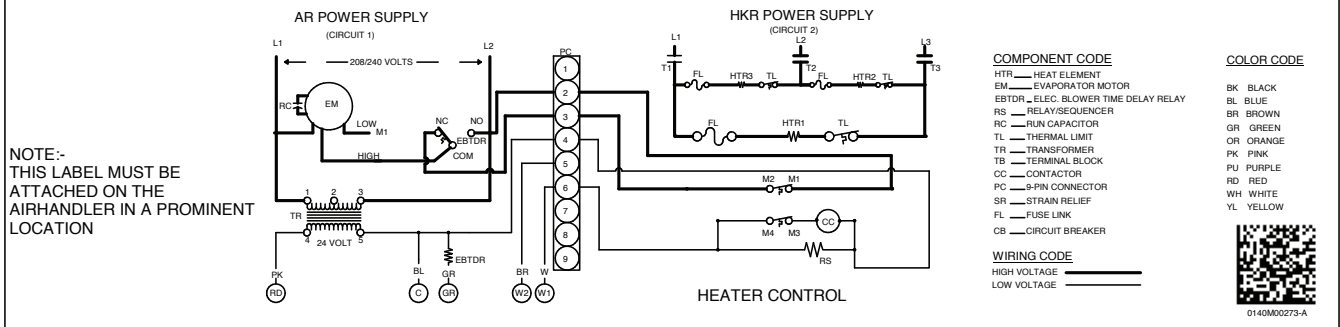 AR POWER SUPPLY
(CIRCUIT 1)
L1
L2
208/240 VOLTS
RC
EM
LOW
M1
HIGH
NC
NO
EBTDR
COM
NOTE:-
THIS LABEL MUST BE
ATTACHED ON THE
AIRHANDLER IN A PROMINENT
LOCATION
1 2 3
TR
4 24 VOLT 5
PK
RD
BL
C
EBTDR
GR
GR
BR
W2
W
W1
PC
1
2
3
4
5
6
7
8
9
HKR POWER SUPPLY
(CIRCUIT 2)
L1
L2
L3
T1
T2
T3
FL HTR3 TL FL HTR2 TL
FL HTR1 TL
M2 M1
M4 M3
CC
RS
HEATER CONTROL
COMPONENT CODE
HTR HEAT ELEMENT
EM EVAPORATOR MOTOR
EBTDR ELEC. BLOWER TIME DELAY RELAY
RS RELAY/SEQUENCER
RC RUN CAPACITOR
TL THERMAL LIMIT
TR TRANSFORMER
TB TERMINAL BLOCK
CC CONTACTOR
PC 9-PIN CONNECTOR
SR STRAIN RELIEF
FL FUSE LINK
CB CIRCUIT BREAKER
WIRING CODE
HIGH VOLTAGE
LOW VOLTAGE
COLOR CODE
BK BLACK
BL BLUE
BR BROWN
GR GREEN
OR ORANGE
PK PINK
PU PURPLE
RD RED
WH WHITE
YL YELLOW
0140M00273-A